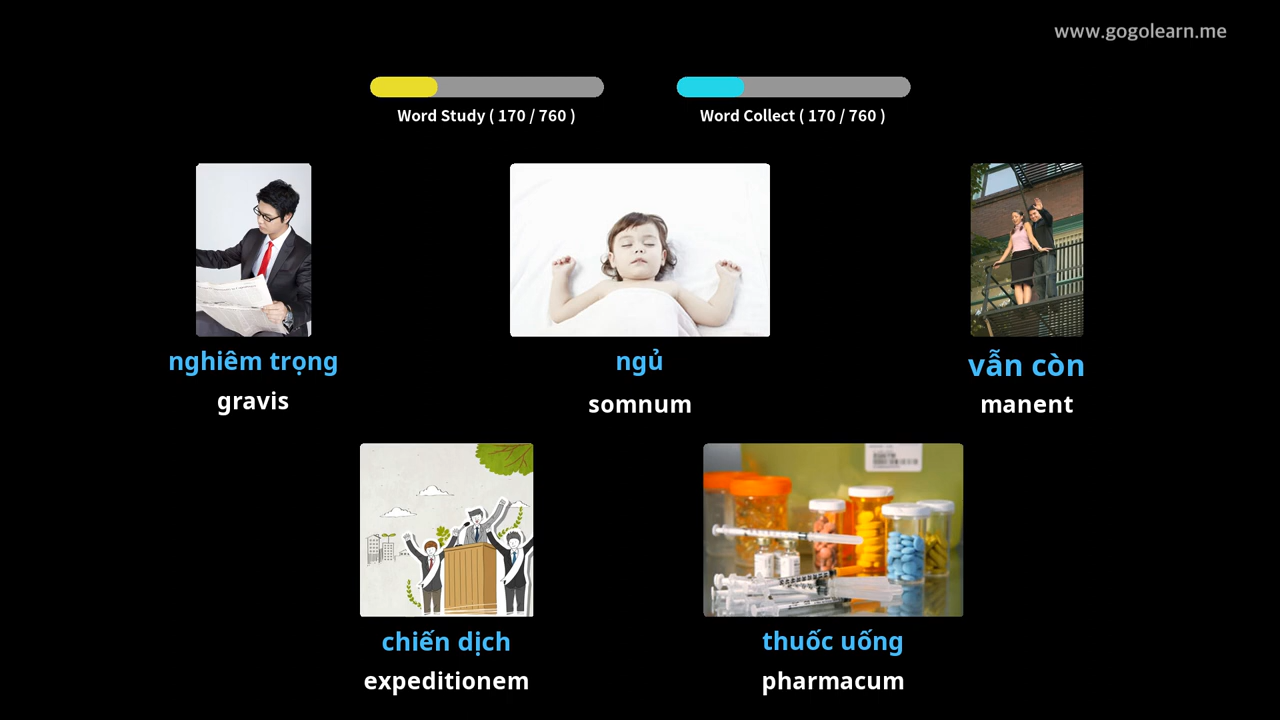 www.gogolearn.me
Word Study ( 170 / 760 )
Word Collect ( 170 / 760 )
nghiêm trọng
gravis
ngủ
somnum
vẫn còn
manent
chiến dịch
expeditionem
thuốc uống
pharmacum